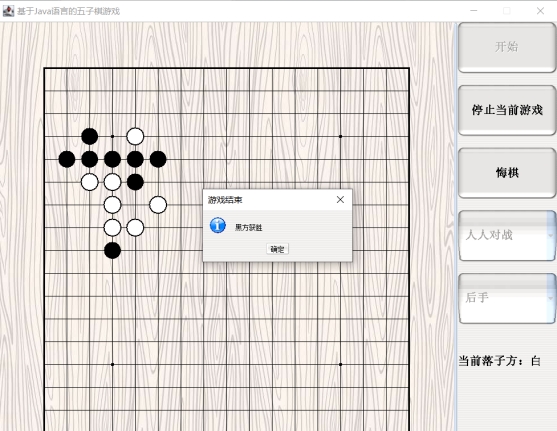 基于Java语言的五子棋游戏
开始
停止当前游戏
悔棋
游戏结束
黑方获胜
确定
人人对战
后手
当前落子方：白